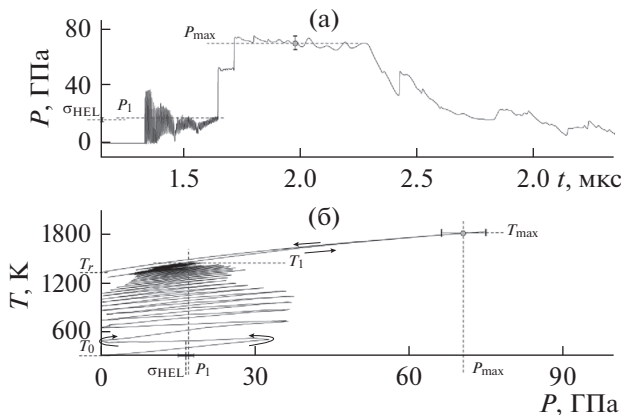 (а)
80
P_max
40
P_1
σ_HEL
0
P, ГПа
1.5 2.0 2.5 2.0 t, мкс
(б)
1800
T_max
T_r
T_1
1200
T, К
600
T_0
0 30 60 90
σ_HEL P_1 P_max
P, ГПа